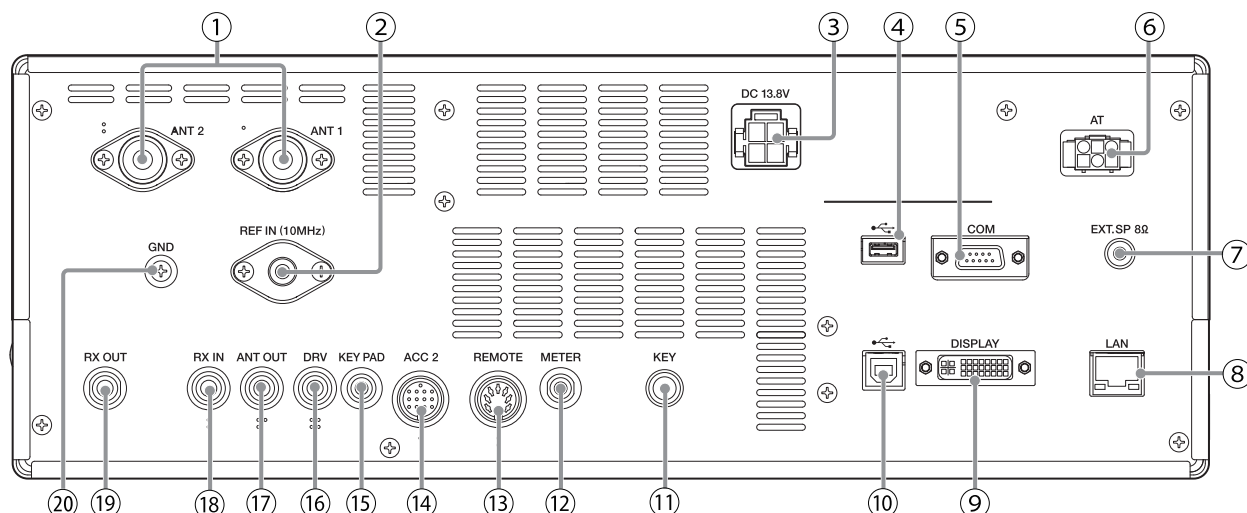 1 2 3 4 5 6
DC 13.8V
AT
ANT 2 ANT 1
REF IN (10MHz)
GND
COM
EXT.SP 8Ω
7
RX OUT RX IN ANT OUT DRV KEY PAD ACC 2 REMOTE METER KEY
DISPLAY
LAN
8
20 19 18 17 16 15 14 13 12 11 10 9